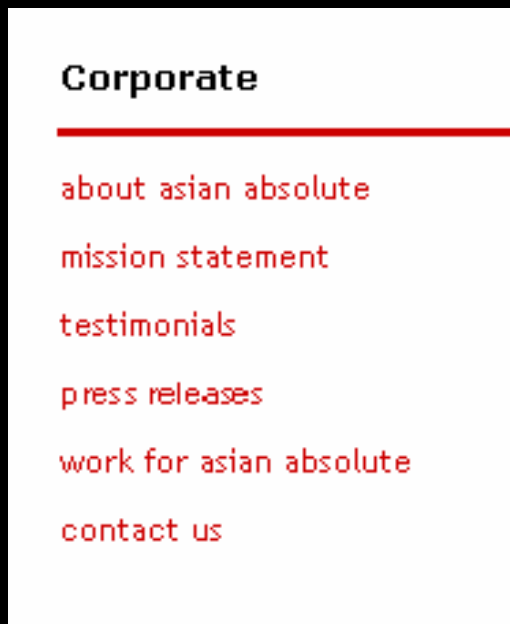 Corporate
about asian absolute
mission statement
testimonials
press releases
work for asian absolute
contact us